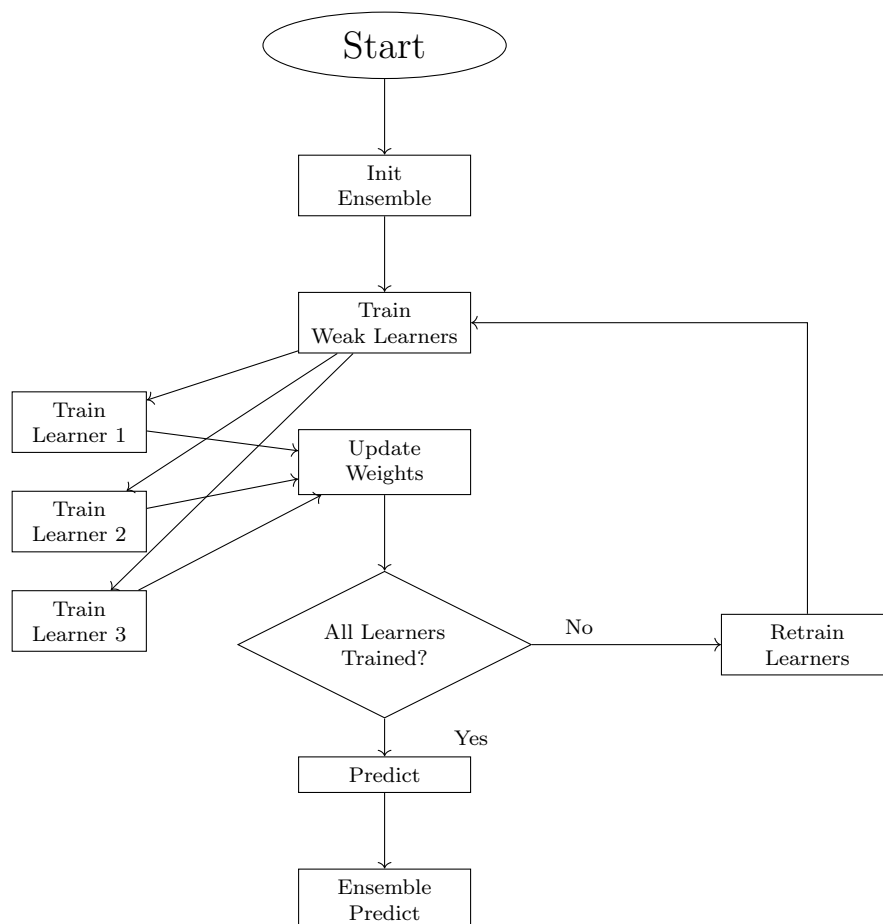 Start
Init
Ensemble
Train
Weak Learners
Train
Learner 1
Update
Weights
Train
Learner 2
Train
Learner 3
All Learners
Trained?
No
Retrain
Learners
Yes
Predict
Ensemble
Predict